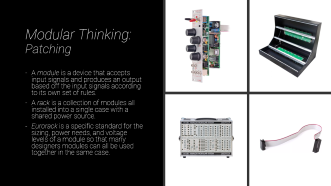 Modular Thinking:
Patching
- A module is a device that accepts
input signals and produces an output
based off the input signals according
to its own set of rules.
- A rack is a collection of modules all
installed into a single case with a
shared power source.
- Eurorack is a specific standard for the
sizing, power needs, and voltage
levels of a module so that many
designers modules can all be used
together in the same case.